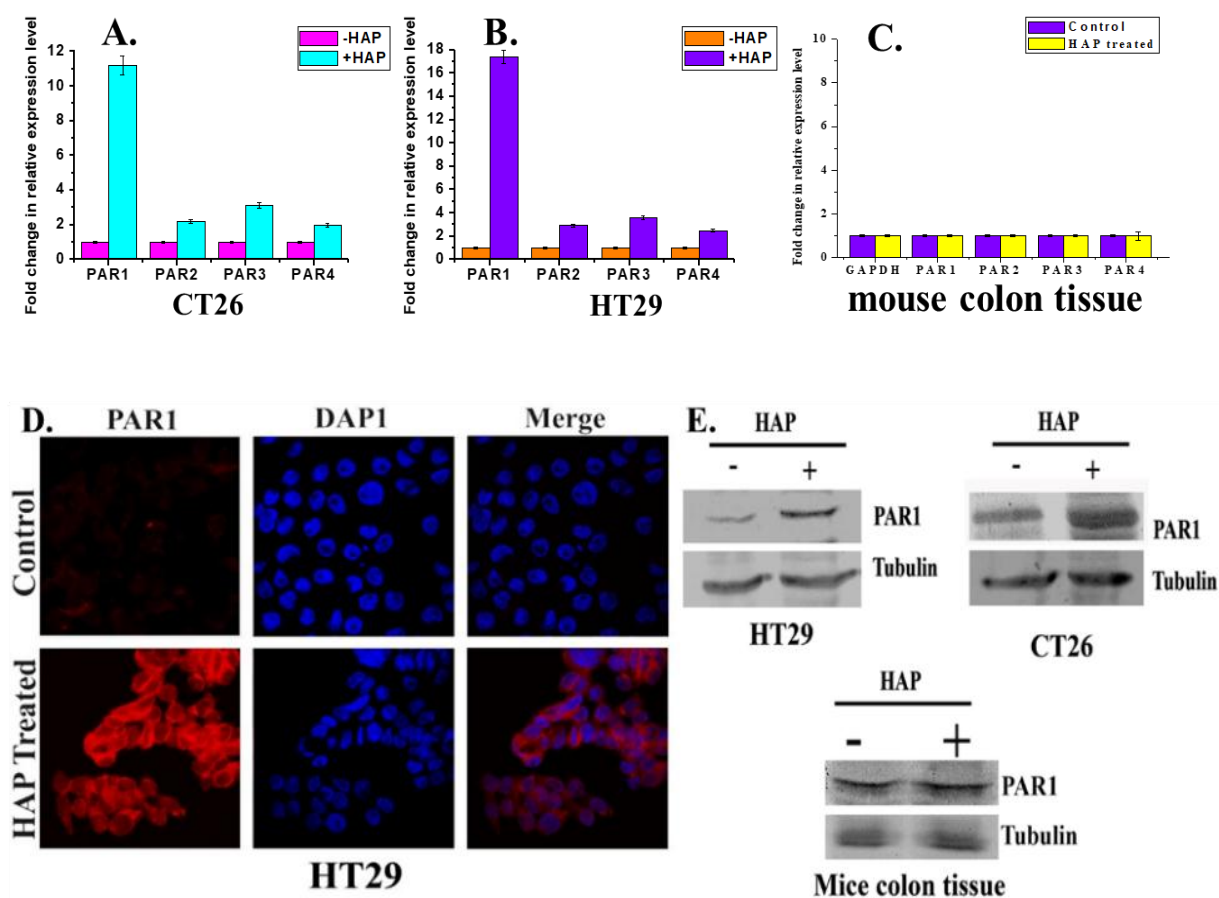 A.
-HAP
+HAP
Fold change in relative expression level
12
10
8
6
4
2
0
PAR1 PAR2 PAR3 PAR4
CT26
B.
-HAP
+HAP
Fold change in relative expression level
18
16
14
12
10
8
6
4
2
0
PAR1 PAR2 PAR3 PAR4
HT29
C.
Control
HAP treated
Fold change in relative expression level
10
8
6
4
2
0
GAPDH PAR1 PAR2 PAR3 PAR4
mouse colon tissue
D.
PAR1 DAP1 Merge
Control
HAP Treated
HT29
E.
HAP
- +
PAR1
Tubulin
HT29
HAP
- +
PAR1
Tubulin
CT26
HAP
- +
PAR1
Tubulin
Mice colon tissue